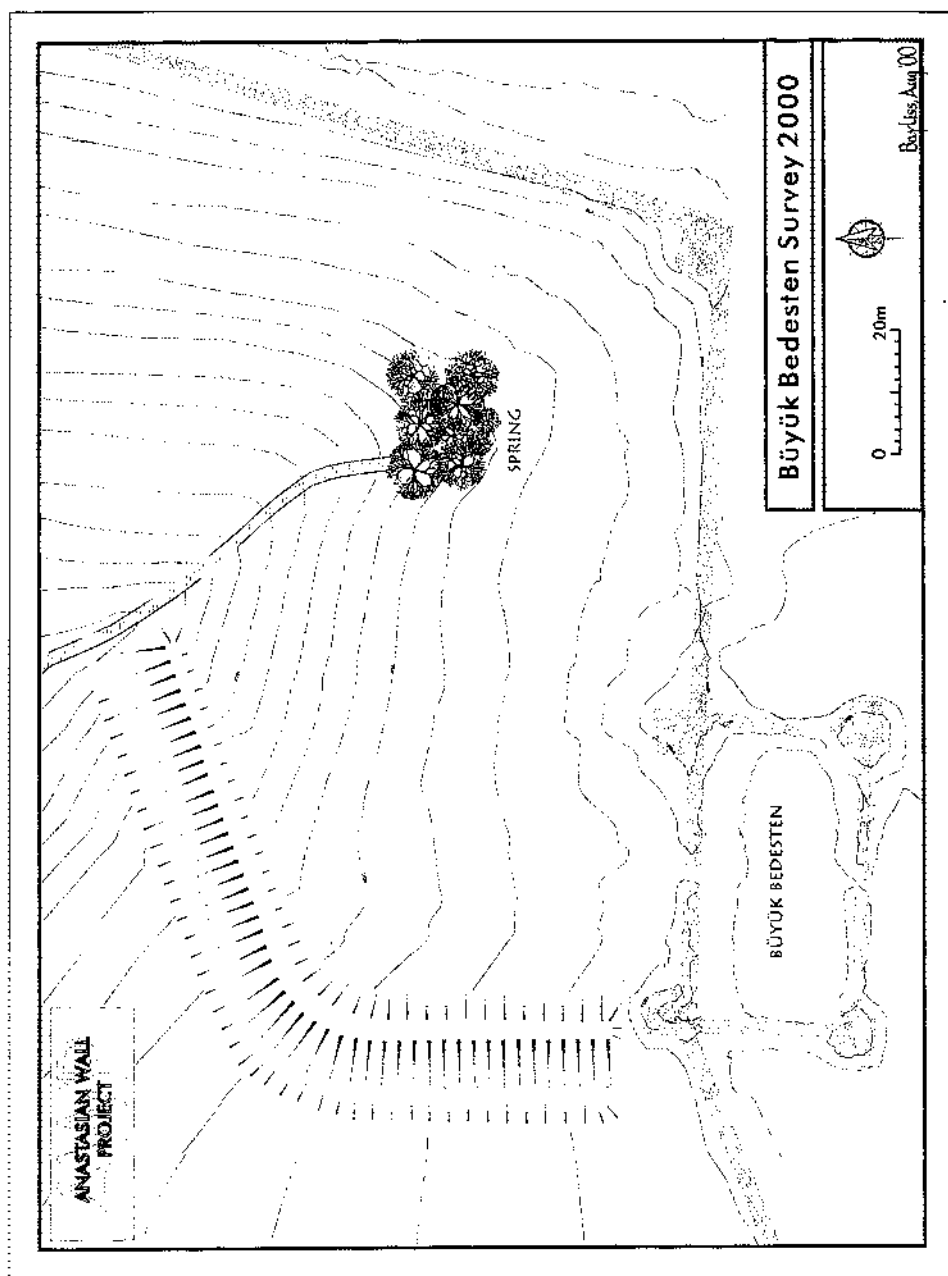 ANASTASIAN WALL
PROJECT
SPRING
BÜYÜK BEDESTEN
Büyük Bedesten Survey 2000
0 20m
Bayliss, Aug '00